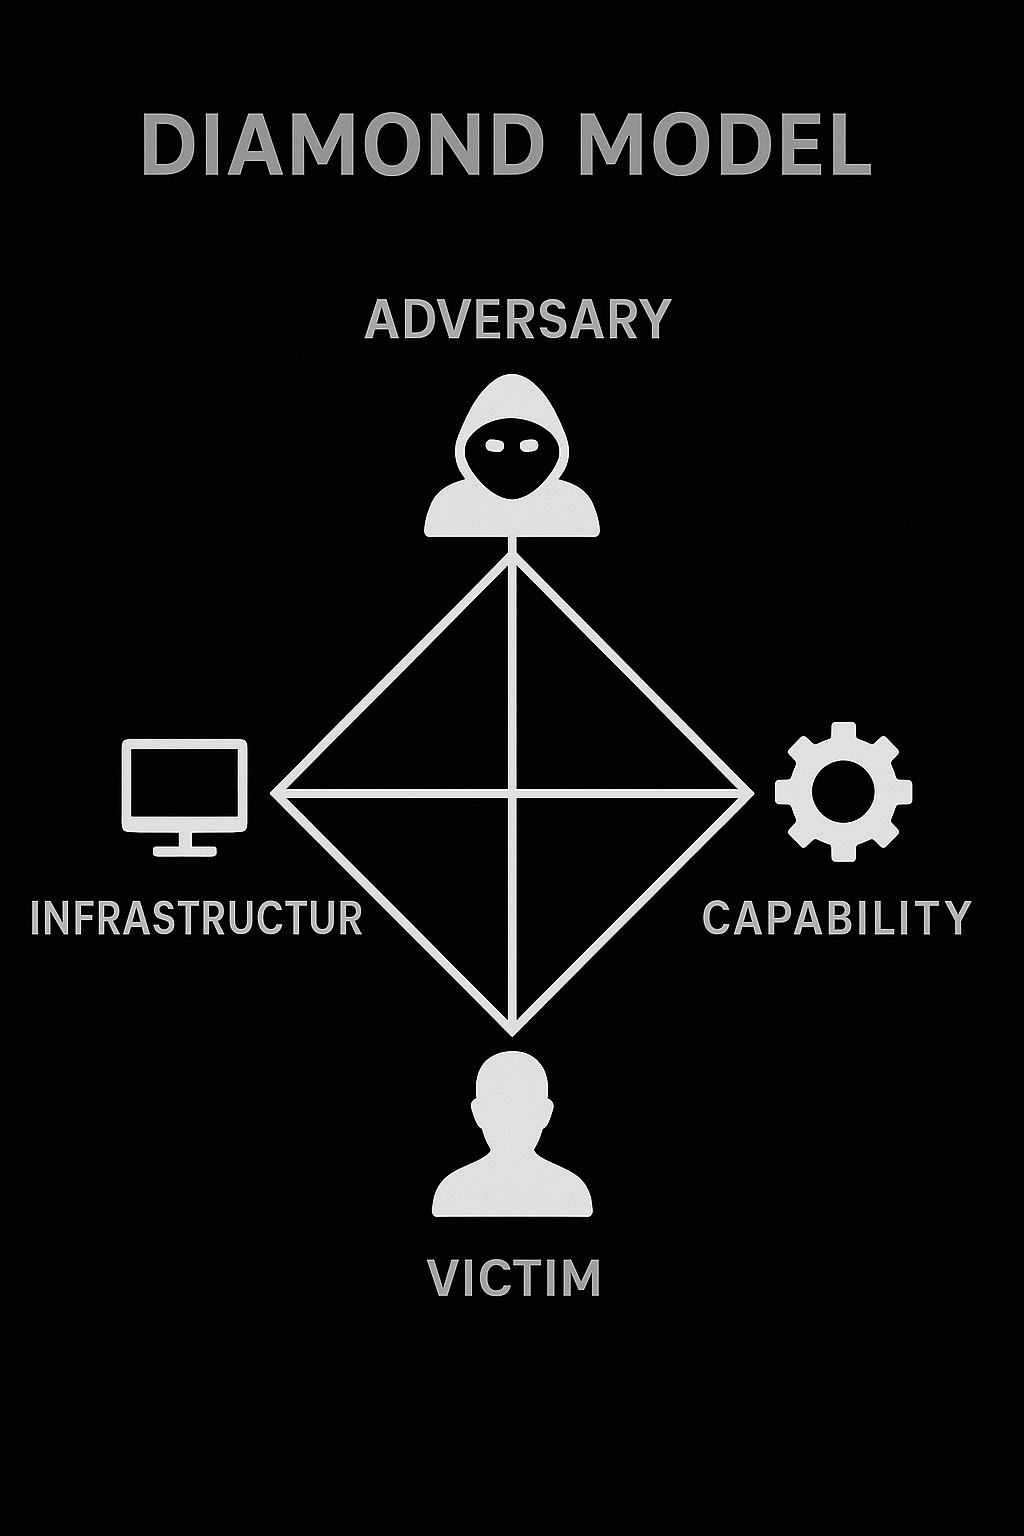 DIAMOND MODEL
ADVERSARY
INFRASTRUCTUR
CAPABILITY
VICTIM